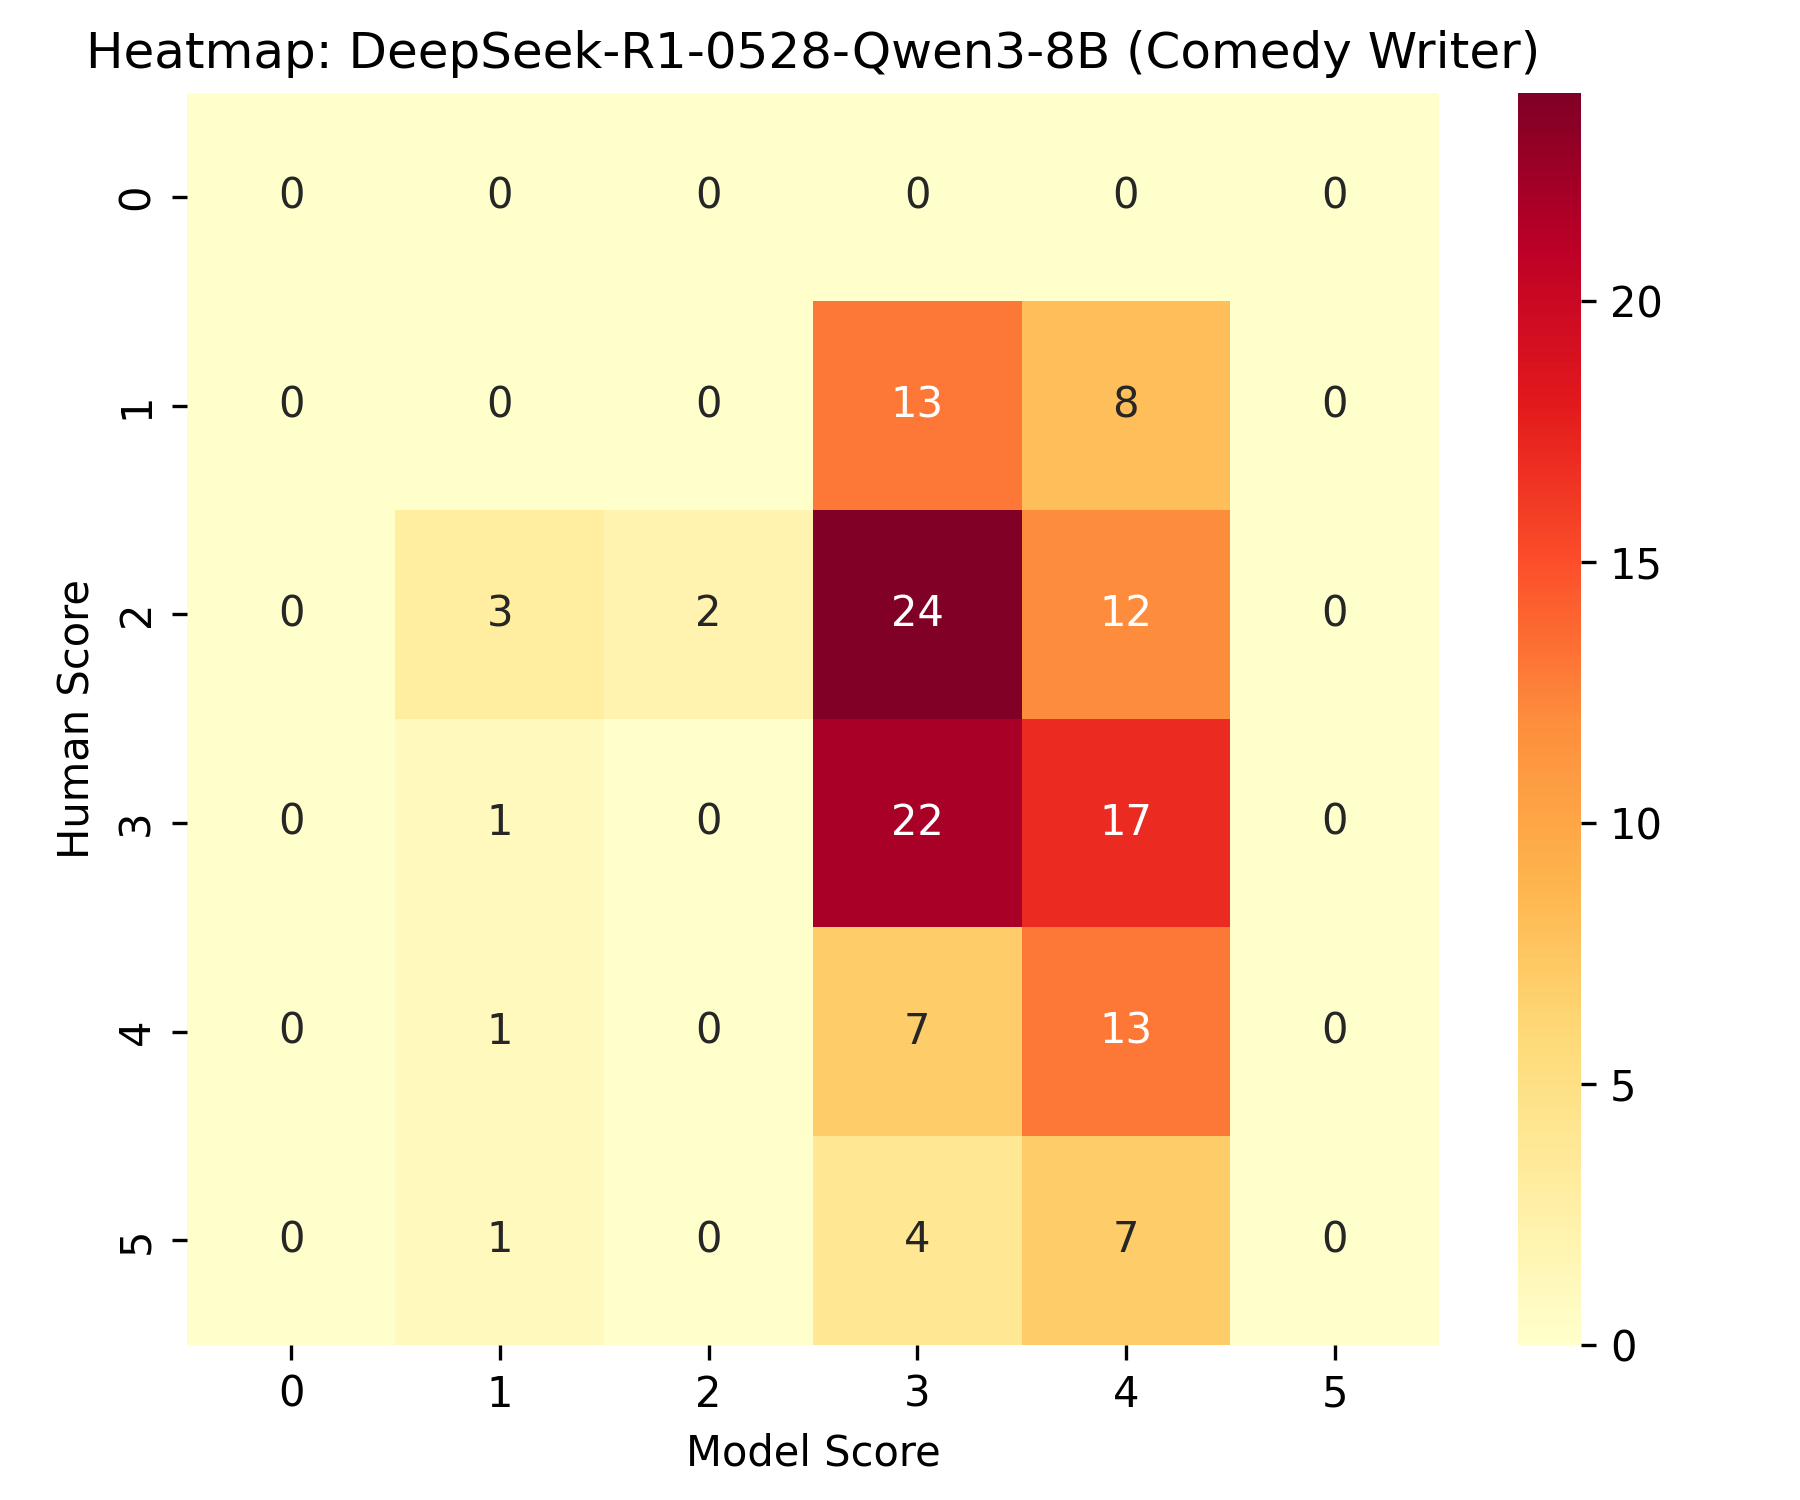 Heatmap: DeepSeek-R1-0528-Qwen3-8B (Comedy Writer)
0 0 0 0 0 0 0
1 0 0 0 13 8 0
2 0 3 2 24 12 0
3 0 1 0 22 17 0
4 0 1 0 7 13 0
5 0 1 0 4 7 0
0 1 2 3 4 5
Human Score
Model Score
20
15
10
5
0